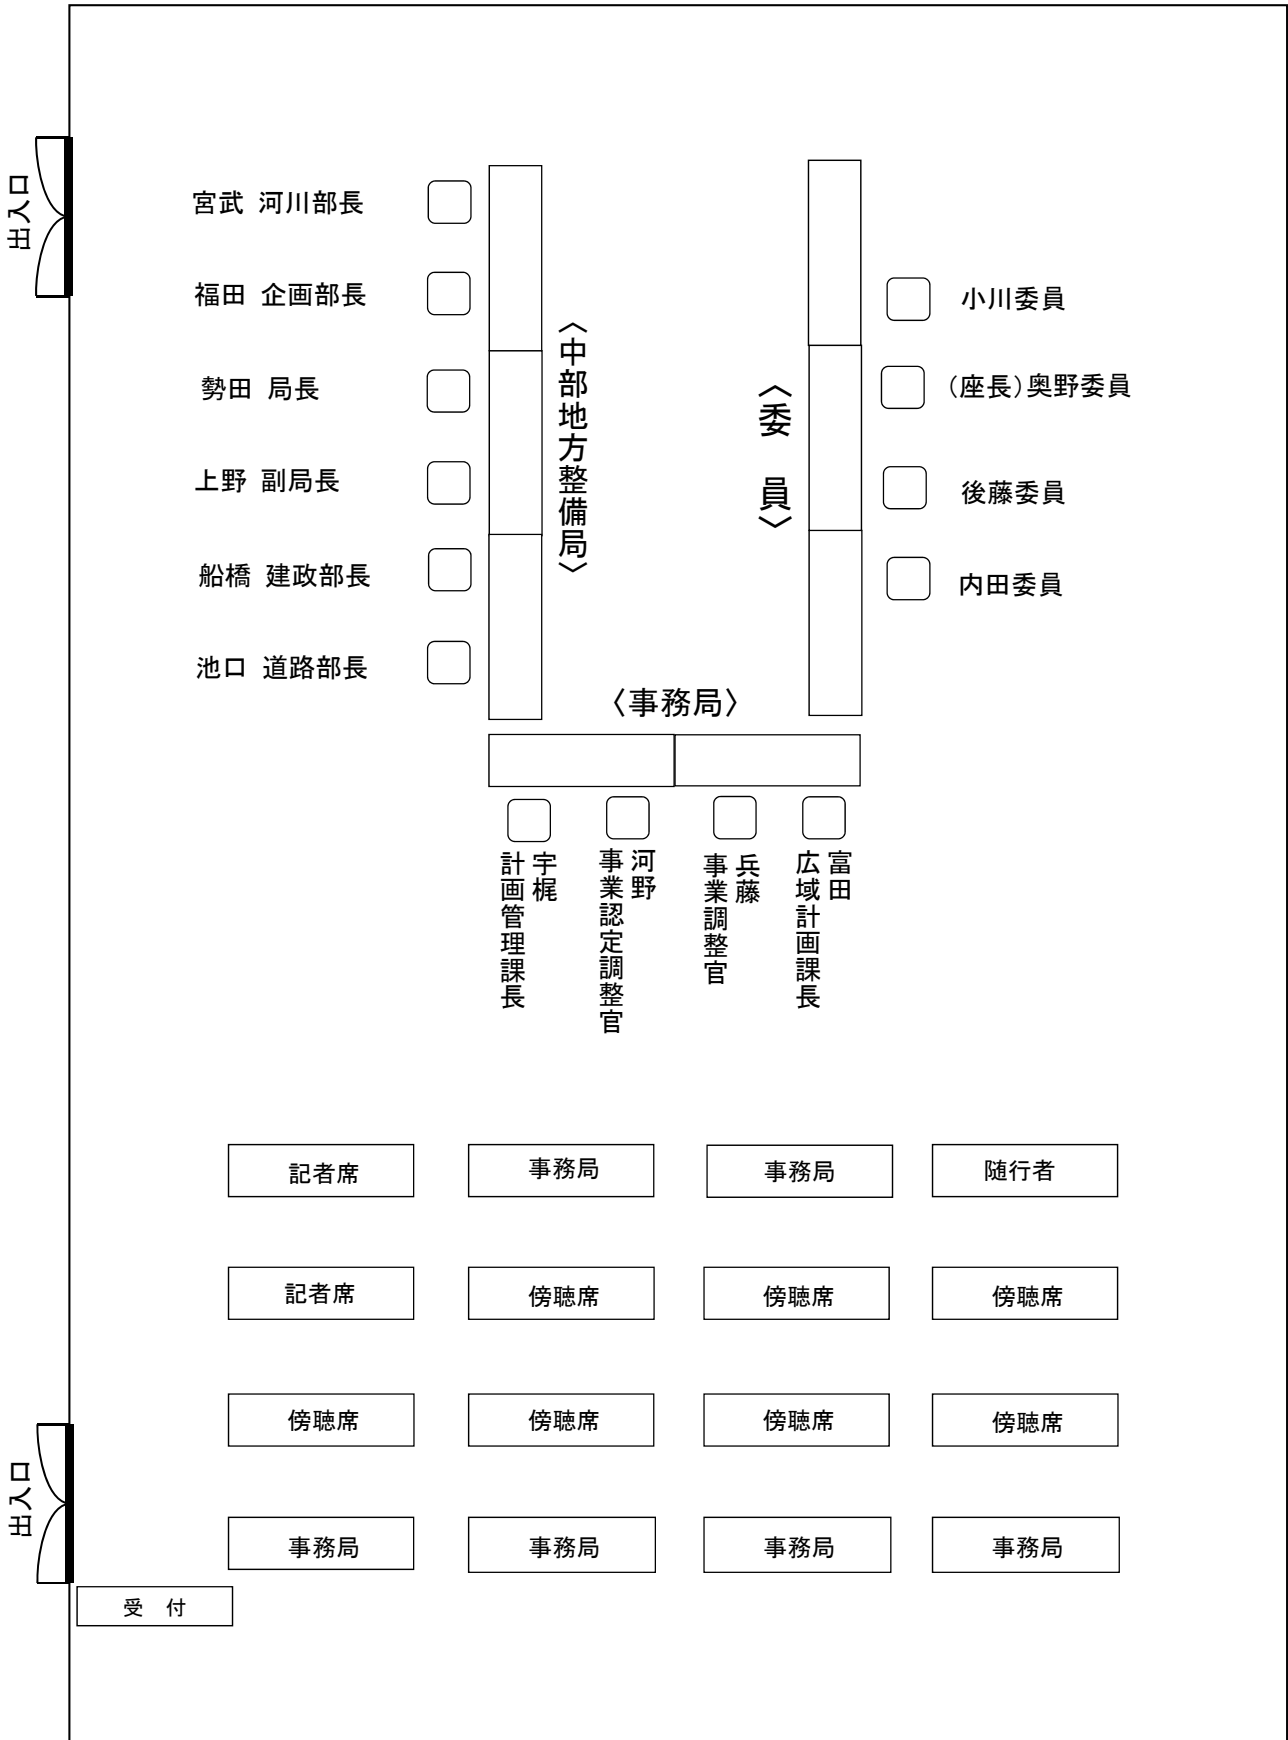 出入口
宮武 河川部長
福田 企画部長
勢田 局長
上野 副局長
船橋 建政部長
池口 道路部長
〈中部地方整備局〉
〈委 員〉
小川委員
（座長）奥野委員
後藤委員
内田委員
〈事務局〉
宇梶
計画管理課長
河野
事業認定調整官
兵藤
事業調整官
富田
広域計画課長
記者席
事務局
事務局
随行者
記者席
傍聴席
傍聴席
傍聴席
傍聴席
傍聴席
傍聴席
傍聴席
出入口
事務局
事務局
事務局
事務局
受 付